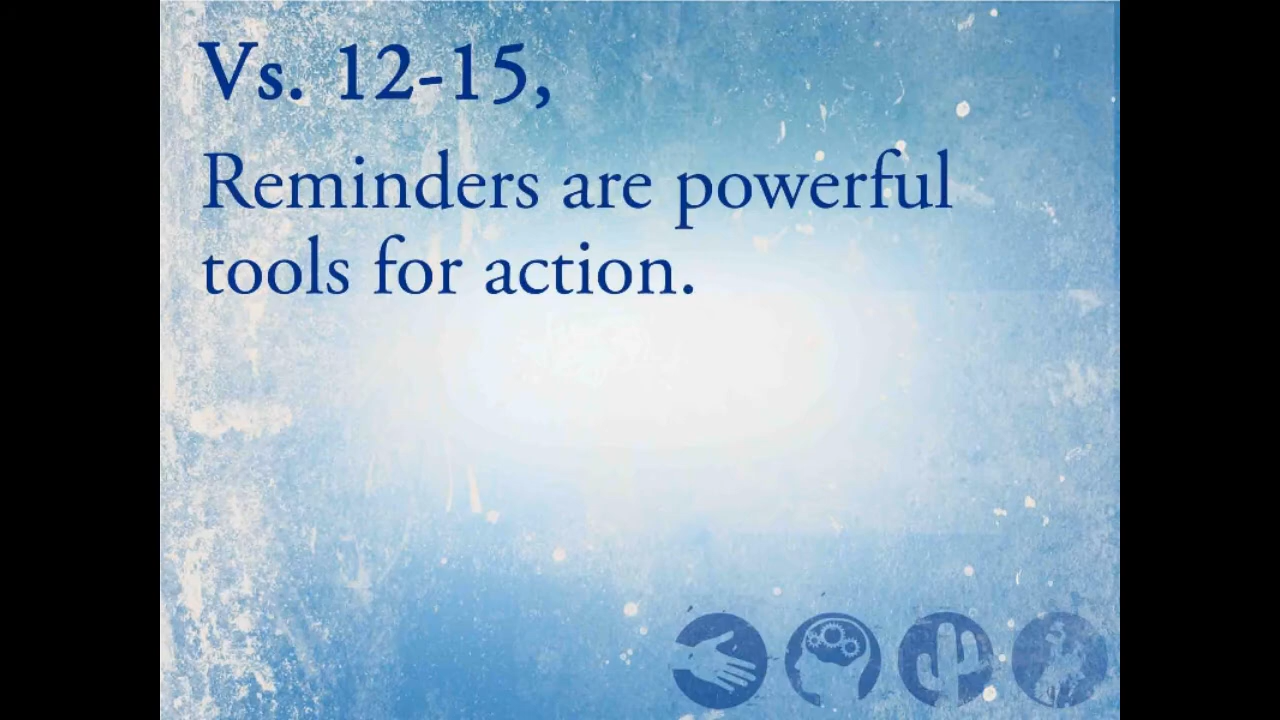 Vs. 12-15,
Reminders are powerful
tools for action.